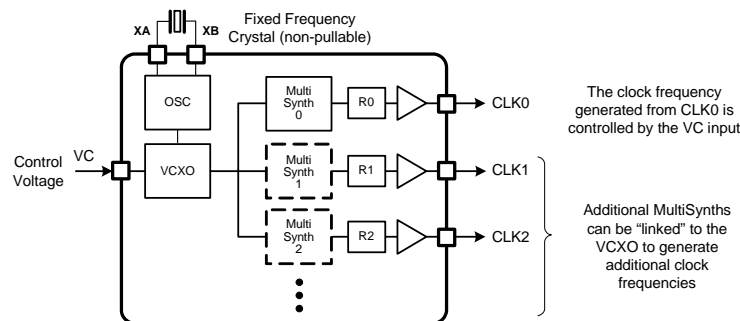 Fixed Frequency
Crystal (non-pullable)
XA
XB
OSC
Multi
Synth
0
R0
CLK0
The clock frequency
generated from CLK0 is
controlled by the VC input
Control
Voltage
VC
VCXO
Multi
Synth
1
R1
CLK1
Multi
Synth
2
R2
CLK2
Additional MultiSynths
can be “linked” to the
VCXO to generate
additional clock
frequencies